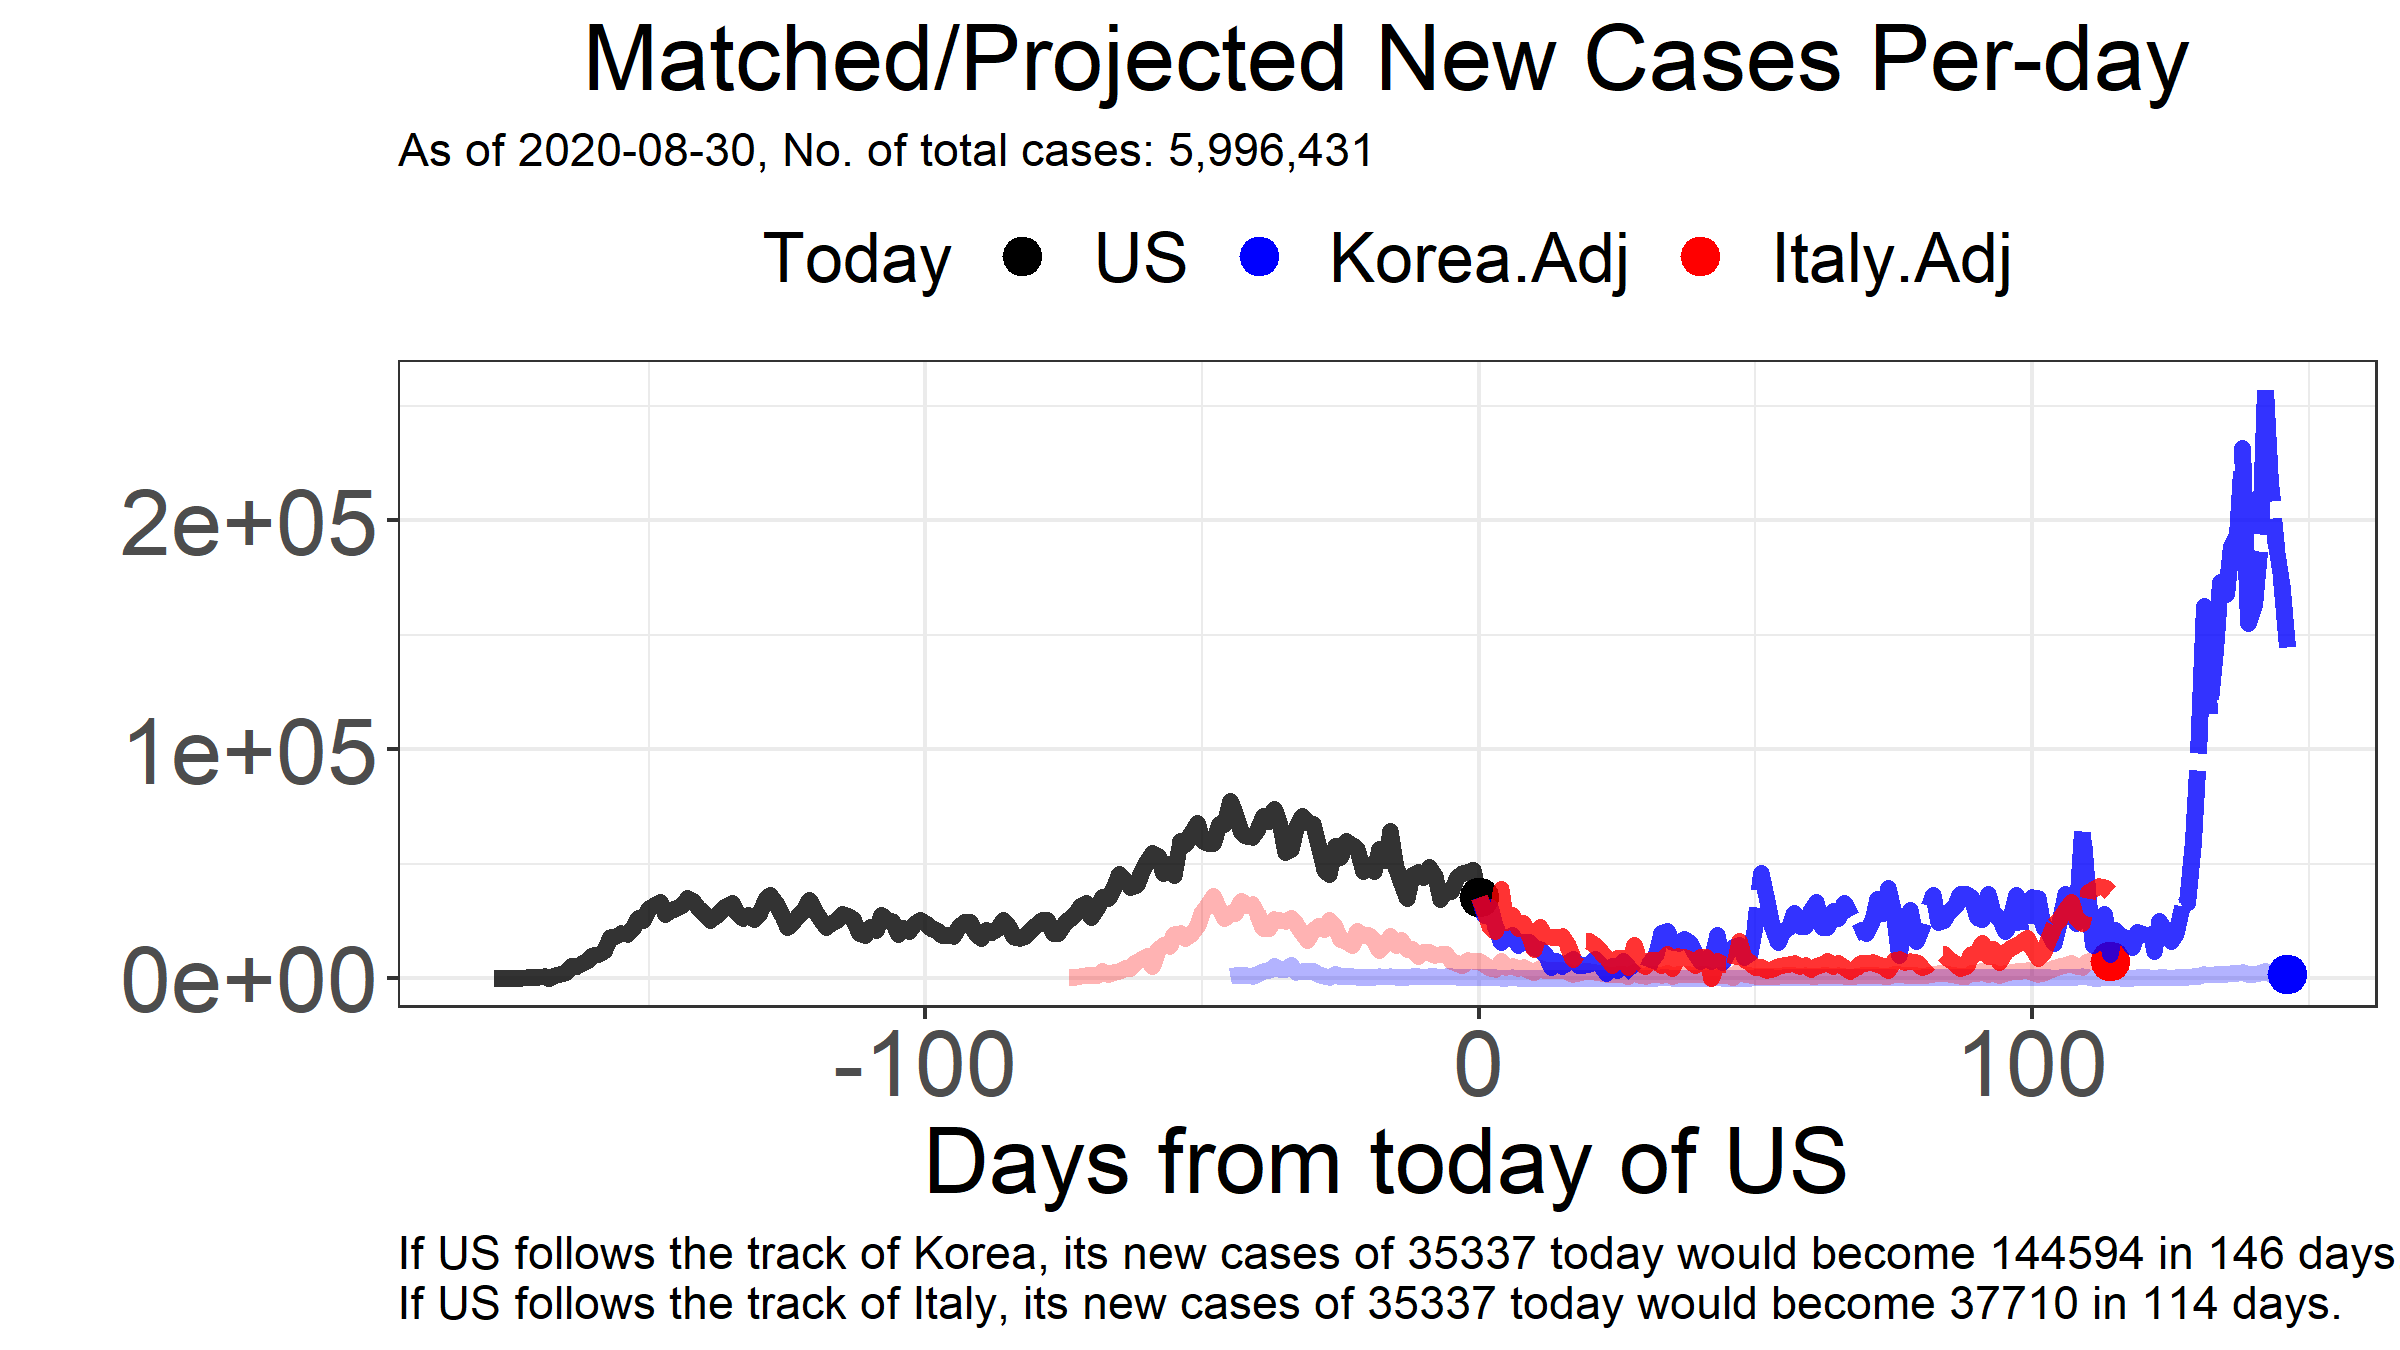 Matched/Projected New Cases Per-day
As of 2020-08-30, No. of total cases: 5,996,431
Today US Korea.Adj Italy.Adj
2e+05
1e+05
0e+00
-100 0 100
Days from today of US
If US follows the track of Korea, its new cases of 35337 today would become 144594 in 146 days
If US follows the track of Italy, its new cases of 35337 today would become 37710 in 114 days.